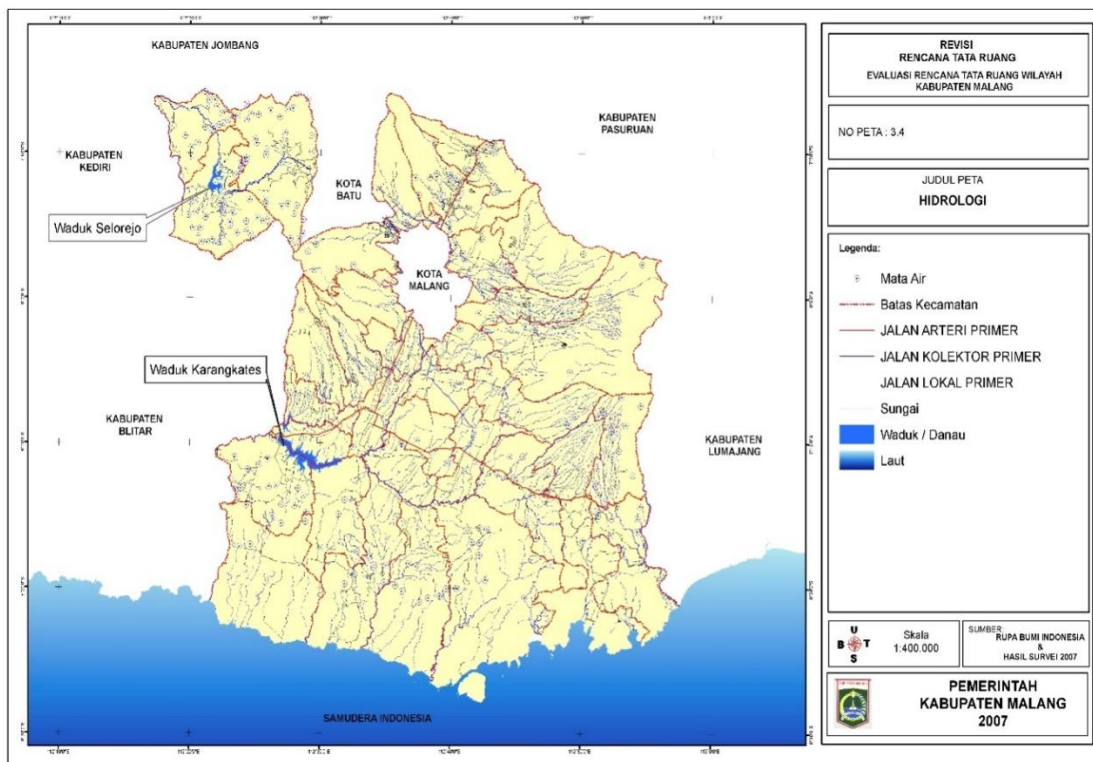 KABUPATEN JOMBANG
KABUPATEN
PASURUAN
KABUPATEN
KEDIRI
KOTA
BATU
Waduk Selorejo
KOTA
MALANG
Waduk Karangkates
KABUPATEN
BLITAR
KABUPATEN
LUMAJANG
SAMUDERA INDONESIA
REVISI
RENCANA TATA RUANG
EVALUASI RENCANA TATA RUANG WILAYAH
KABUPATEN MALANG
NO PETA : 3.4
JUDUL PETA
HIDROLOGI
Legenda:
Mata Air
Batas Kecamatan
JALAN ARTERI PRIMER
JALAN KOLEKTOR PRIMER
JALAN LOKAL PRIMER
Sungai
Waduk / Danau
Laut
U
B T
S
Skala
1:400.000
SUMBER:
RUPA BUMI INDONESIA
&
HASIL SURVEI 2007
PEMERINTAH
KABUPATEN MALANG
2007